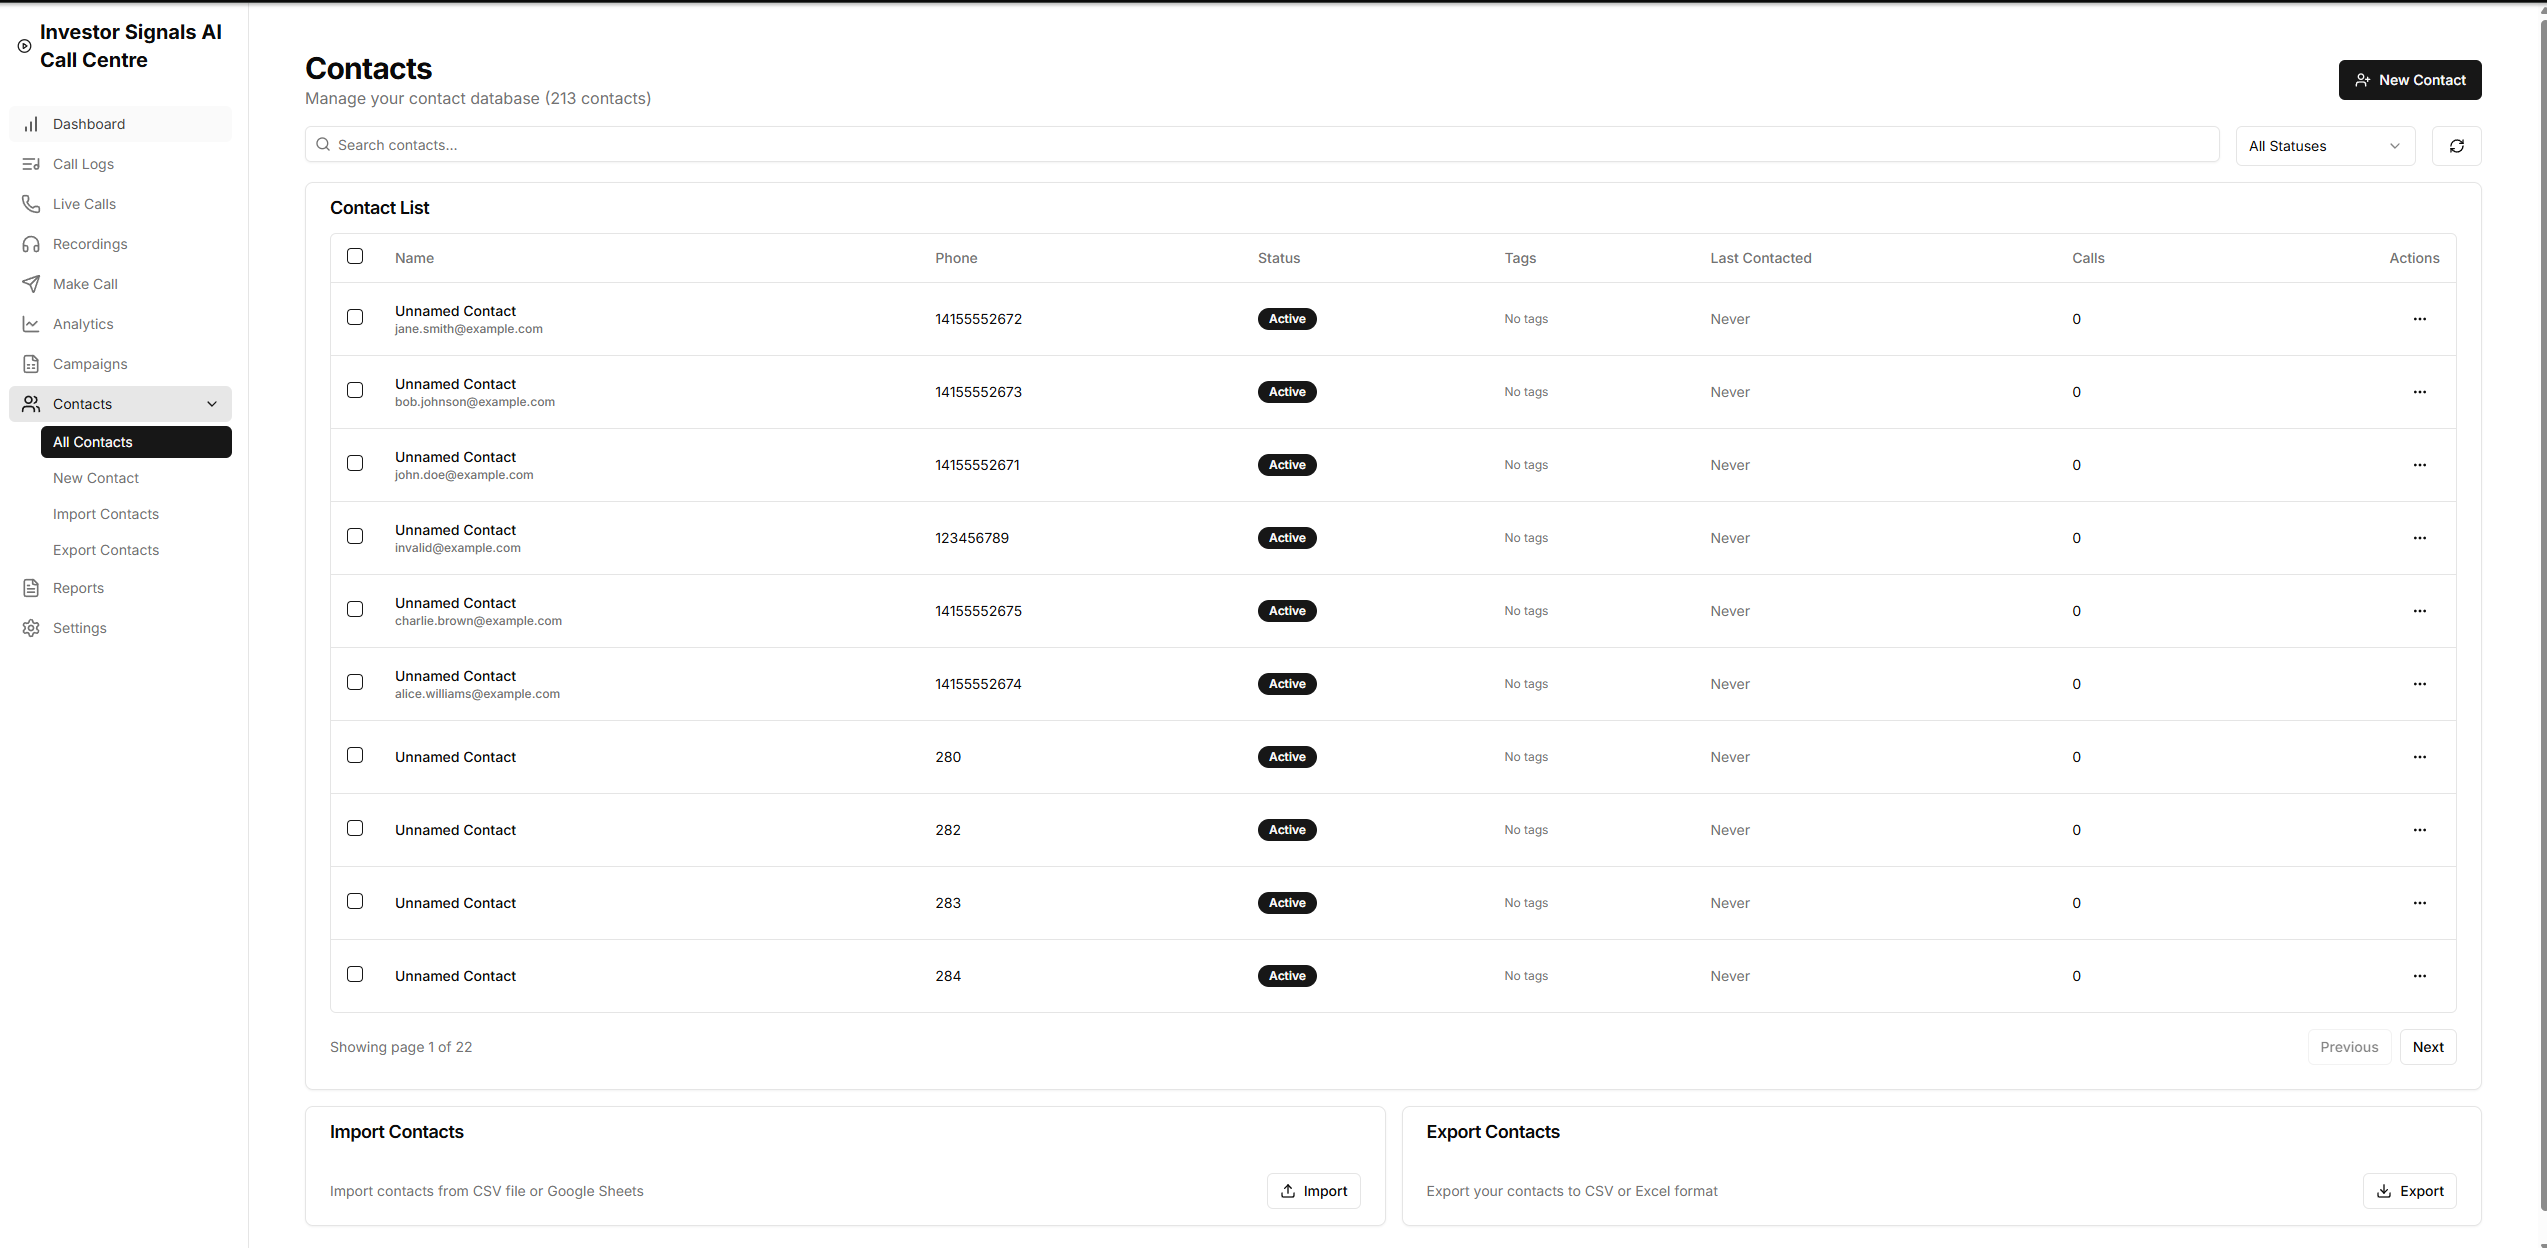 Investor Signals AI
Call Centre
Dashboard
Call Logs
Live Calls
Recordings
Make Call
Analytics
Campaigns
Contacts
All Contacts
New Contact
Import Contacts
Export Contacts
Reports
Settings
Contacts
Manage your contact database (213 contacts)
New Contact
Search contacts...
All Statuses
Contact List
Name Phone Status Tags Last Contacted Calls Actions
Unnamed Contact
jane.smith@example.com
14155552672 Active No tags Never 0
Unnamed Contact
bob.johnson@example.com
14155552673 Active No tags Never 0
Unnamed Contact
john.doe@example.com
14155552671 Active No tags Never 0
Unnamed Contact
invalid@example.com
123456789 Active No tags Never 0
Unnamed Contact
charlie.brown@example.com
14155552675 Active No tags Never 0
Unnamed Contact
alice.williams@example.com
14155552674 Active No tags Never 0
Unnamed Contact 280 Active No tags Never 0
Unnamed Contact 282 Active No tags Never 0
Unnamed Contact 283 Active No tags Never 0
Unnamed Contact 284 Active No tags Never 0
Showing page 1 of 22
Previous Next
Import Contacts
Import contacts from CSV file or Google Sheets
Import
Export Contacts
Export your contacts to CSV or Excel format
Export